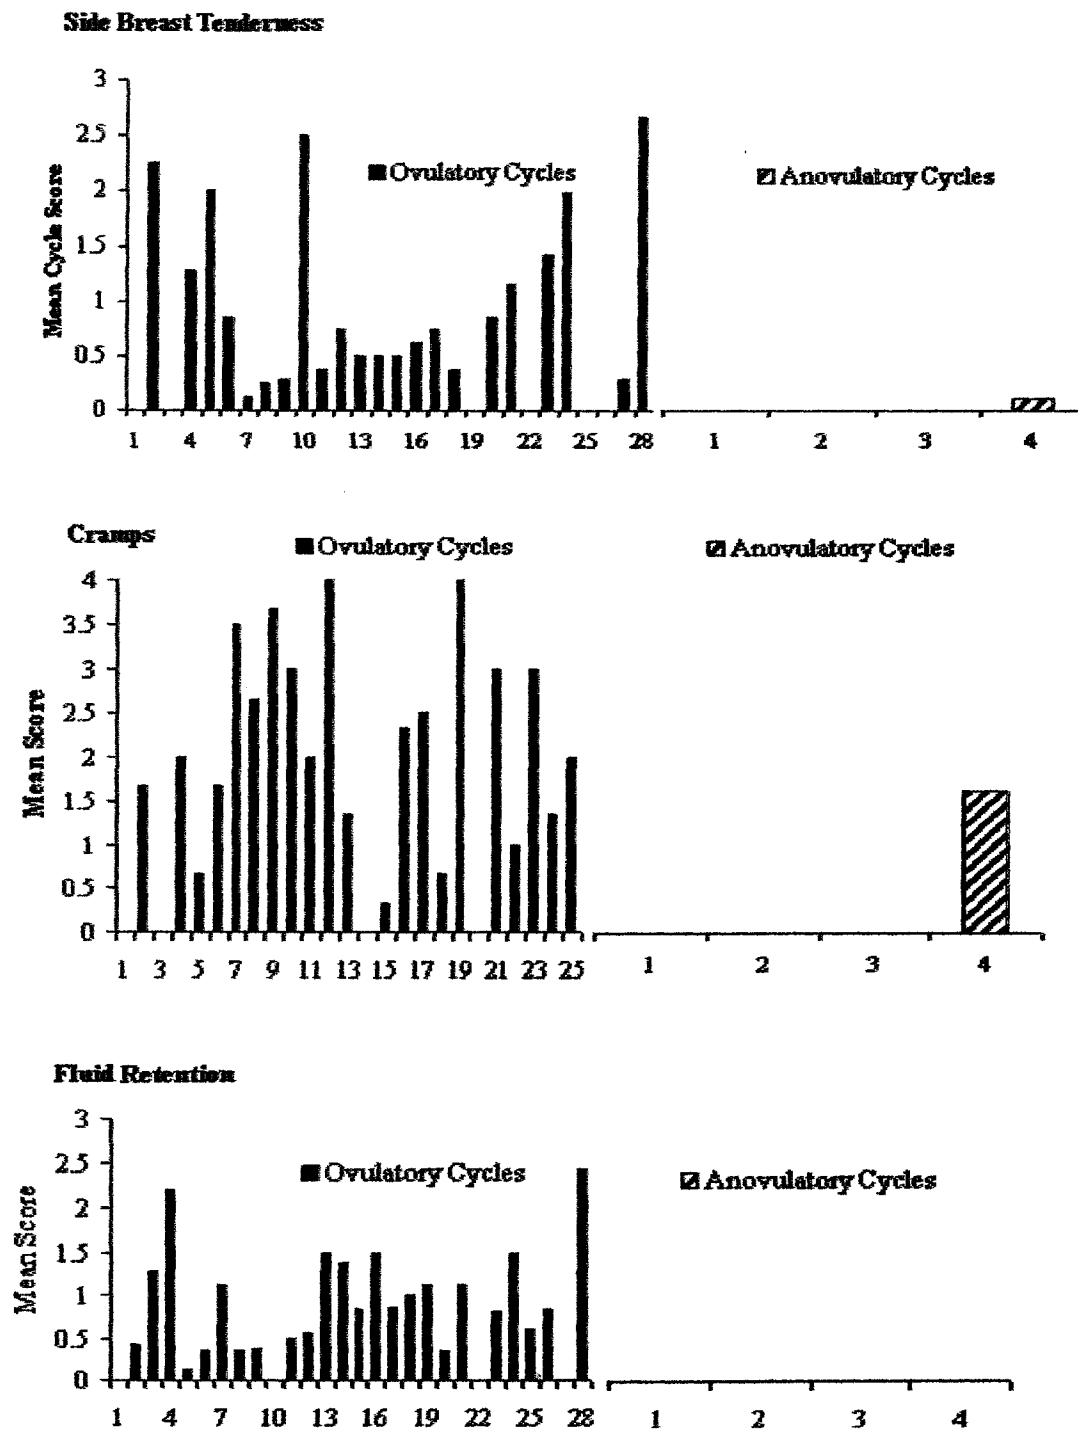 Side Breast Tenderness
Mean Cycle Score
3
2.5
2
1.5
1
0.5
0
Ovulatory Cycles
Anovulatory Cycles
1 4 7 10 13 16 19 22 25 28 1 2 3 4
Cramps
Ovulatory Cycles
Anovulatory Cycles
Mean Score
4
3.5
3
2.5
2
1.5
1
0.5
0
1 3 5 7 9 11 13 15 17 19 21 23 25 1 2 3 4
Fluid Retention
Mean Score
3
2.5
2
1.5
1
0.5
0
Ovulatory Cycles
Anovulatory Cycles
1 4 7 10 13 16 19 22 25 28 1 2 3 4